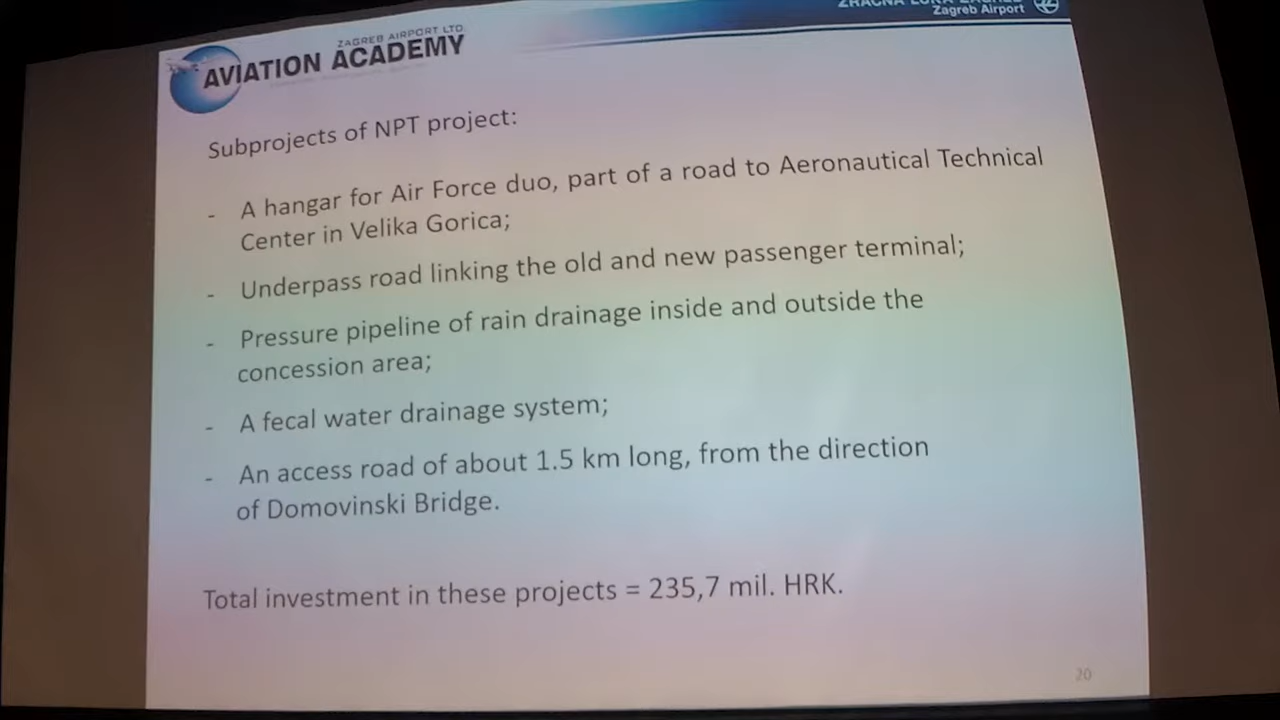 ZAGREB AIRPORT LTD.
AVIATION ACADEMY
ZRAČNA LUKA ZAGREB
Zagreb Airport
Subprojects of NPT project:
- A hangar for Air Force duo, part of a road to Aeronautical Technical
Center in Velika Gorica;
- Underpass road linking the old and new passenger terminal;
- Pressure pipeline of rain drainage inside and outside the
concession area;
- A fecal water drainage system;
- An access road of about 1.5 km long, from the direction
of Domovinski Bridge.
Total investment in these projects = 235,7 mil. HRK.
20